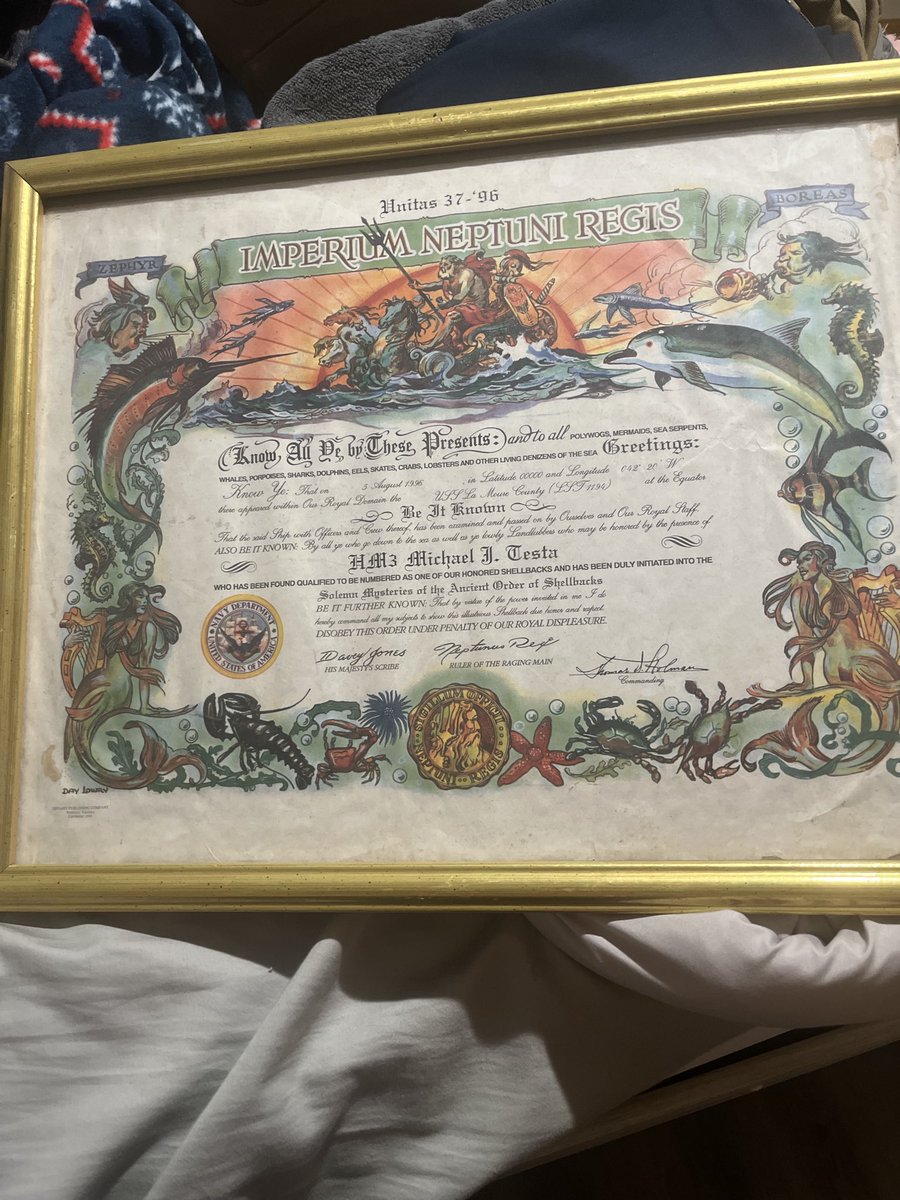 Unitas 37-'96
IMPERIUM NEPTUNI REGIS
ZEPHYR
BOREAS
Know All Ye by These Presents: and to all POLYWOGS, MERMAIDS, SEA SERPENTS,
WHALES, PORPOISES, SHARKS, DOLPHINS, EELS, SKATES, CRABS, LOBSTERS AND OTHER LIVING DENIZENS OF THE SEA Greetings:
Know Ye: That on 5 August 1996, in Latitude 00000 and Longitude 042° 20' W
there appeared within Our Royal Domain the USS La Moure County (LST 1194) at the Equator
Be It Known
That the said Ship with Officers and Crew thereof, has been examined and passed on by Ourselves and Our Royal Staff.
ALSO BE IT KNOWN: By all ye who go down to the sea as well as ye lowly Landlubbers who may be honored by the presence of
HM3 Michael J. Testa
WHO HAS BEEN FOUND QUALIFIED TO BE NUMBERED AS ONE OF OUR HONORED SHELLBACKS AND HAS BEEN DULY INITIATED INTO THE
Solemn Mysteries of the Ancient Order of Shellbacks
BE IT FURTHER KNOWN: That by virtue of the power invested in me I do
hereby command all my subjects to show this illustrious Shellback due honor and respect.
DISOBEY THIS ORDER UNDER PENALTY OF OUR ROYAL DISPLEASURE.
NAVY DEPARTMENT
UNITED STATES OF AMERICA
Davey Jones
HIS MAJESTY'S SCRIBE
Neptunus Rex
RULER OF THE RAGING MAIN
Thomas D. Holman
Commanding
SIGILLUM
NEPTUNI REGIS
DAV LOWRY